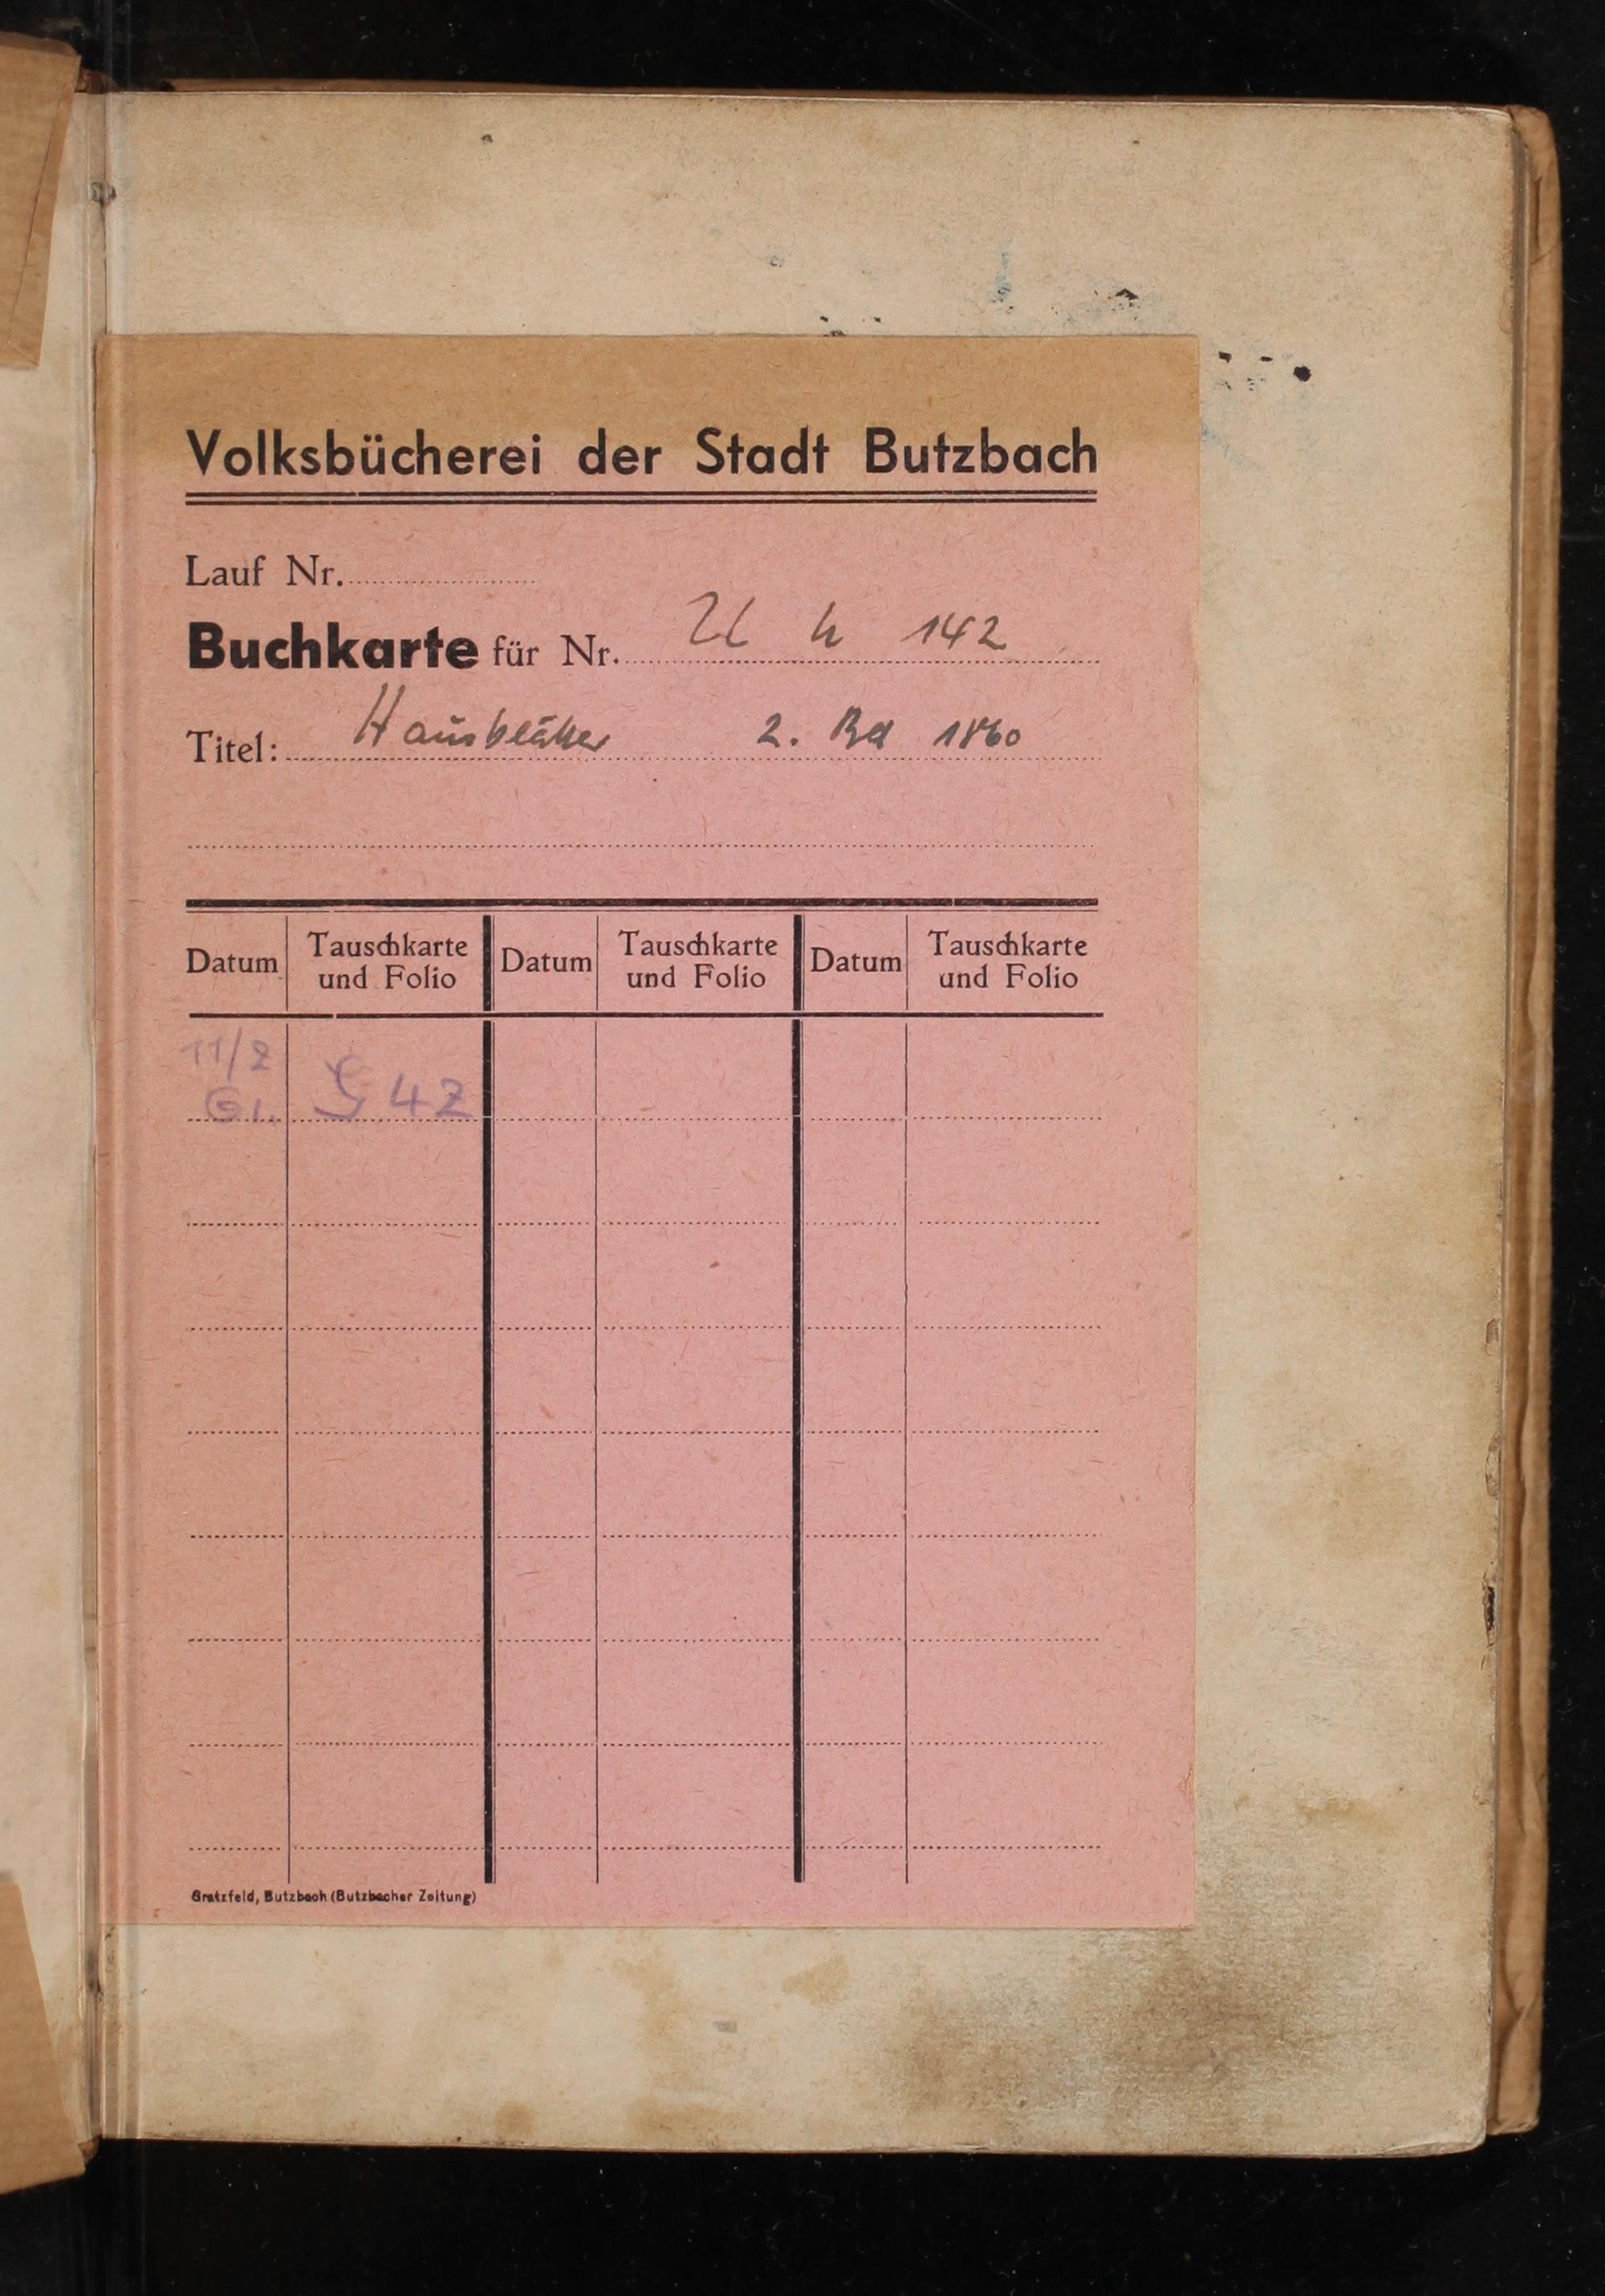 Volksbücherei der Stadt Butzbach
Lauf Nr.
Buchkarte für Nr. U h 142
Titel: Hausblätter 2. Bd 1860
Datum Tauschkarte und Folio Datum Tauschkarte und Folio Datum Tauschkarte und Folio
11/2
42
Gratzfeld, Butzbach (Butzbacher Zeitung)